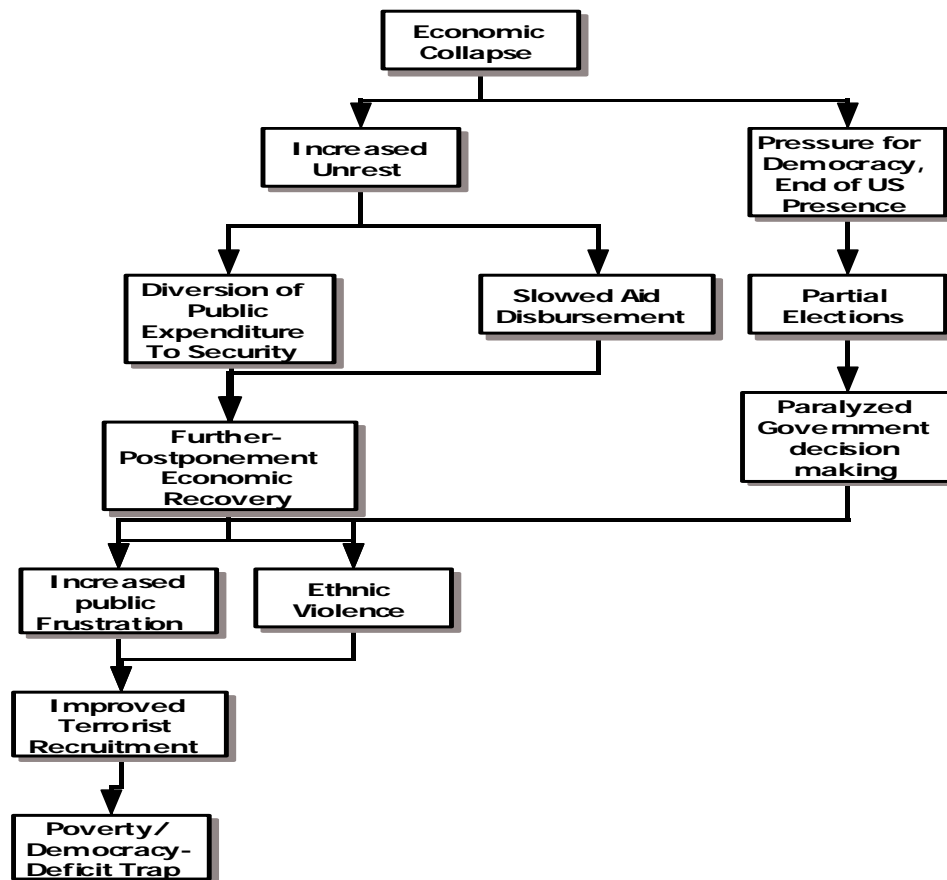 Economic
Collapse
Increased
Unrest
Pressure for
Democracy,
End of US
Presence
Diversion of
Public
Expenditure
To Security
Slowed Aid
Disbursement
Partial
Elections
Further-
Postponement
Economic
Recovery
Paralyzed
Government
decision
making
Increased
public
Frustration
Ethnic
Violence
Improved
Terrorist
Recruitment
Poverty/
Democracy-
Deficit Trap